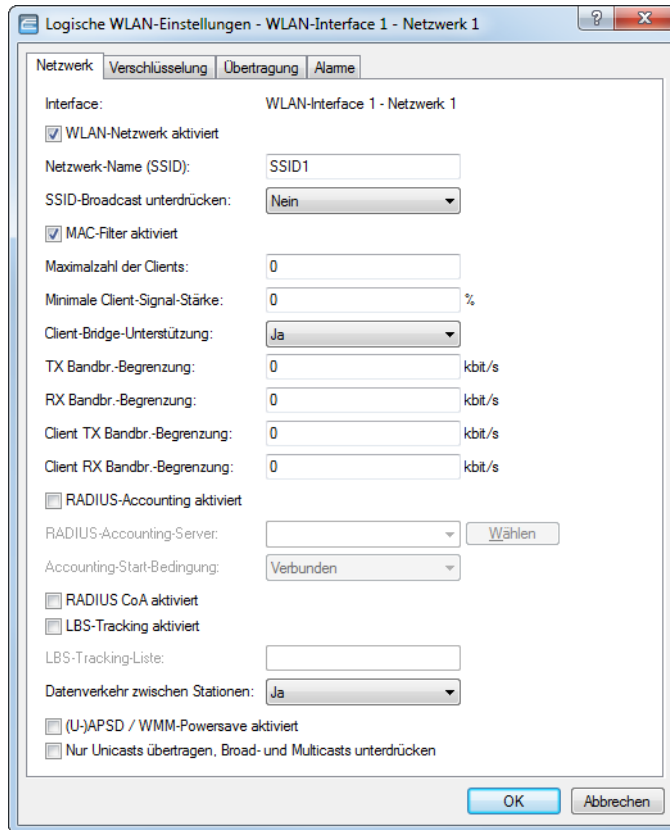 Logische WLAN-Einstellungen - WLAN-Interface 1 - Netzwerk 1
Netzwerk Verschlüsselung Übertragung Alarme
Interface: WLAN-Interface 1 - Netzwerk 1
WLAN-Netzwerk aktiviert
Netzwerk-Name (SSID): SSID1
SSID-Broadcast unterdrücken: Nein
MAC-Filter aktiviert
Maximalzahl der Clients: 0
Minimale Client-Signal-Stärke: 0 %
Client-Bridge-Unterstützung: Ja
TX Bandbr.-Begrenzung: 0 kbit/s
RX Bandbr.-Begrenzung: 0 kbit/s
Client TX Bandbr.-Begrenzung: 0 kbit/s
Client RX Bandbr.-Begrenzung: 0 kbit/s
RADIUS-Accounting aktiviert
RADIUS-Accounting-Server: Wählen
Accounting-Start-Bedingung: Verbunden
RADIUS CoA aktiviert
LBS-Tracking aktiviert
LBS-Tracking-Liste:
Datenverkehr zwischen Stationen: Ja
(U-)APSD / WMM-Powersave aktiviert
Nur Unicasts übertragen, Broad- und Multicasts unterdrücken
OK Abbrechen